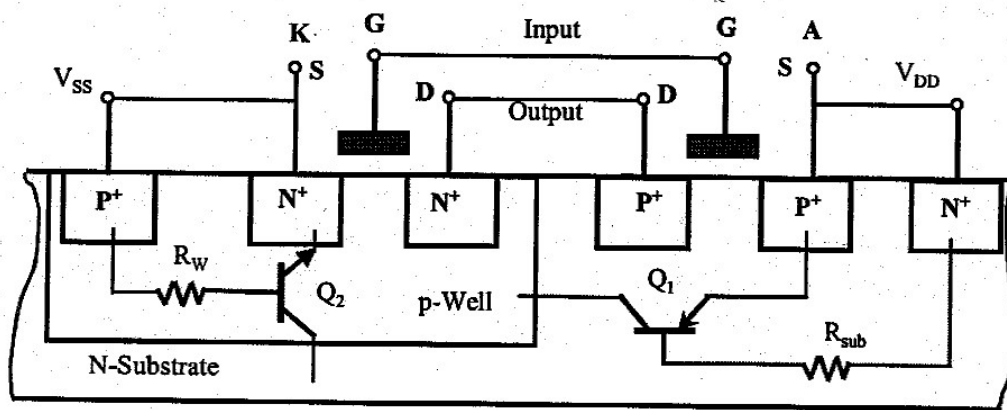 K G Input G A
V_SS S S V_DD
D Output D
P⁺ N⁺ N⁺ P⁺ P⁺ N⁺
R_W Q₂ p-Well Q₁ R_sub
N-Substrate